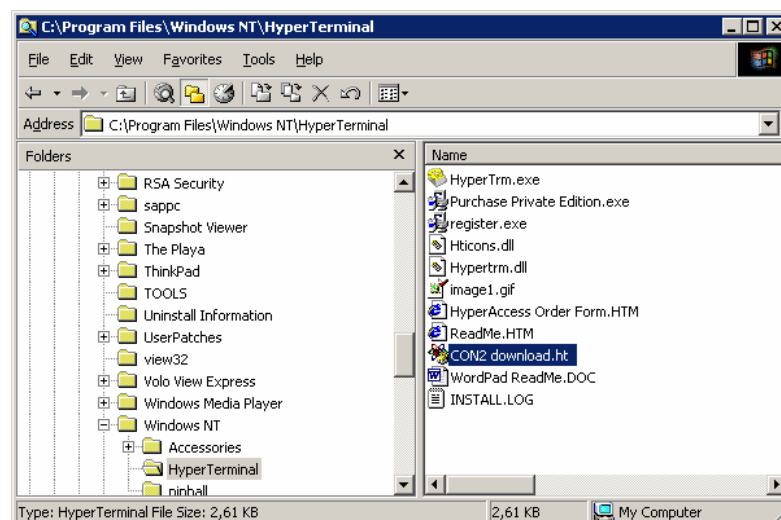 C:\Program Files\Windows NT\HyperTerminal
File Edit View Favorites Tools Help
Address C:\Program Files\Windows NT\HyperTerminal
Folders
RSA Security
sappc
Snapshot Viewer
The Playa
ThinkPad
TOOLS
Uninstall Information
UserPatches
view32
Volo View Express
Windows Media Player
Windows NT
Accessories
HyperTerminal
pinball
Name
HyperTrm.exe
Purchase Private Edition.exe
register.exe
Hticons.dll
Hypertrm.dll
image1.gif
HyperAccess Order Form.HTM
ReadMe.HTM
CON2 download.ht
WordPad ReadMe.DOC
INSTALL.LOG
Type: HyperTerminal File Size: 2,61 KB 2,61 KB My Computer